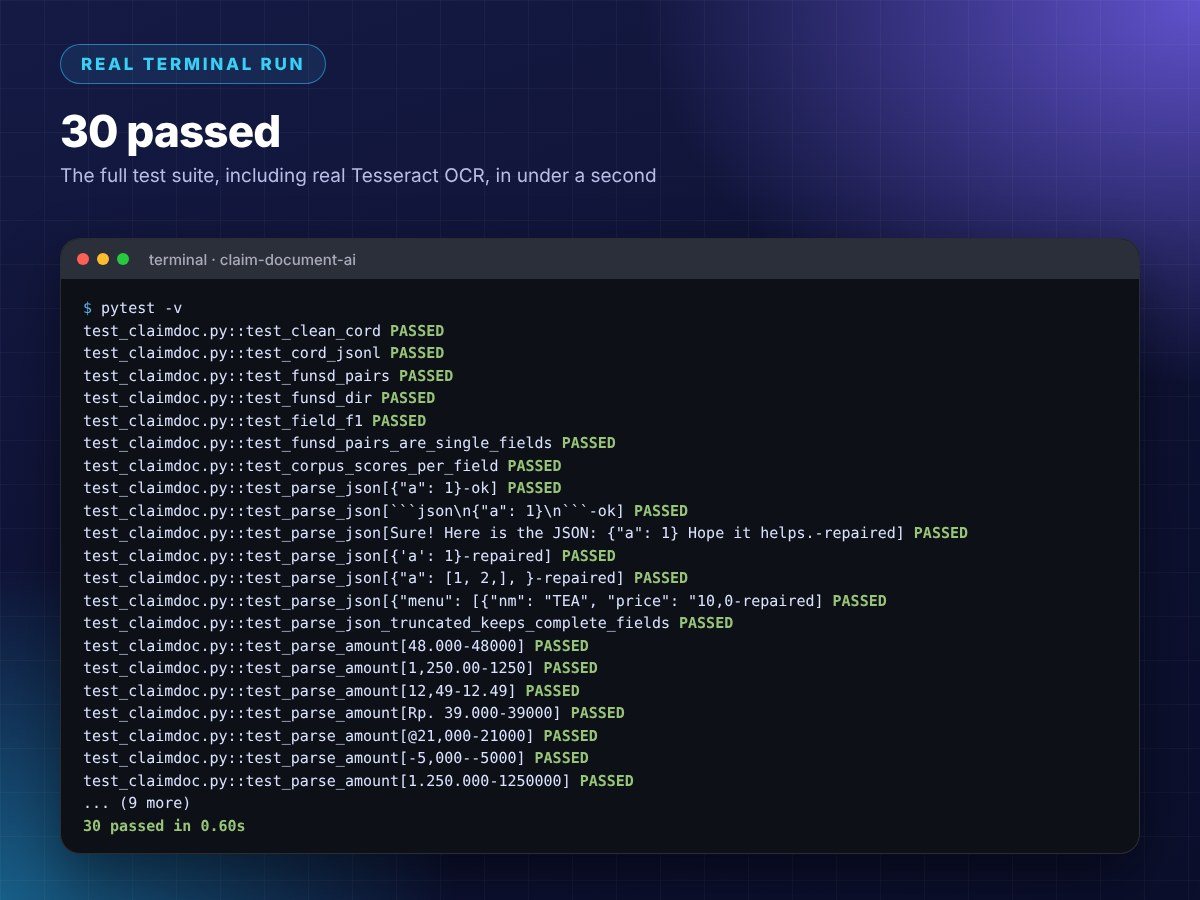 REAL TERMINAL RUN
30 passed
The full test suite, including real Tesseract OCR, in under a second
terminal · claim-document-ai
$ pytest -v
test_claimdoc.py::test_clean_cord PASSED
test_claimdoc.py::test_cord_jsonl PASSED
test_claimdoc.py::test_funsd_pairs PASSED
test_claimdoc.py::test_funsd_dir PASSED
test_claimdoc.py::test_field_f1 PASSED
test_claimdoc.py::test_funsd_pairs_are_single_fields PASSED
test_claimdoc.py::test_corpus_scores_per_field PASSED
test_claimdoc.py::test_parse_json[{"a": 1}-ok] PASSED
test_claimdoc.py::test_parse_json[```json\n{"a": 1}\n```-ok] PASSED
test_claimdoc.py::test_parse_json[Sure! Here is the JSON: {"a": 1} Hope it helps.-repaired] PASSED
test_claimdoc.py::test_parse_json[{'a': 1}-repaired] PASSED
test_claimdoc.py::test_parse_json[{"a": [1, 2,], }-repaired] PASSED
test_claimdoc.py::test_parse_json[{"menu": [{"nm": "TEA", "price": "10,0-repaired] PASSED
test_claimdoc.py::test_parse_json_truncated_keeps_complete_fields PASSED
test_claimdoc.py::test_parse_amount[48.000-48000] PASSED
test_claimdoc.py::test_parse_amount[1,250.00-1250] PASSED
test_claimdoc.py::test_parse_amount[12,49-12.49] PASSED
test_claimdoc.py::test_parse_amount[Rp. 39.000-39000] PASSED
test_claimdoc.py::test_parse_amount[@21,000-21000] PASSED
test_claimdoc.py::test_parse_amount[-5,000--5000] PASSED
test_claimdoc.py::test_parse_amount[1.250.000-1250000] PASSED
... (9 more)
30 passed in 0.60s